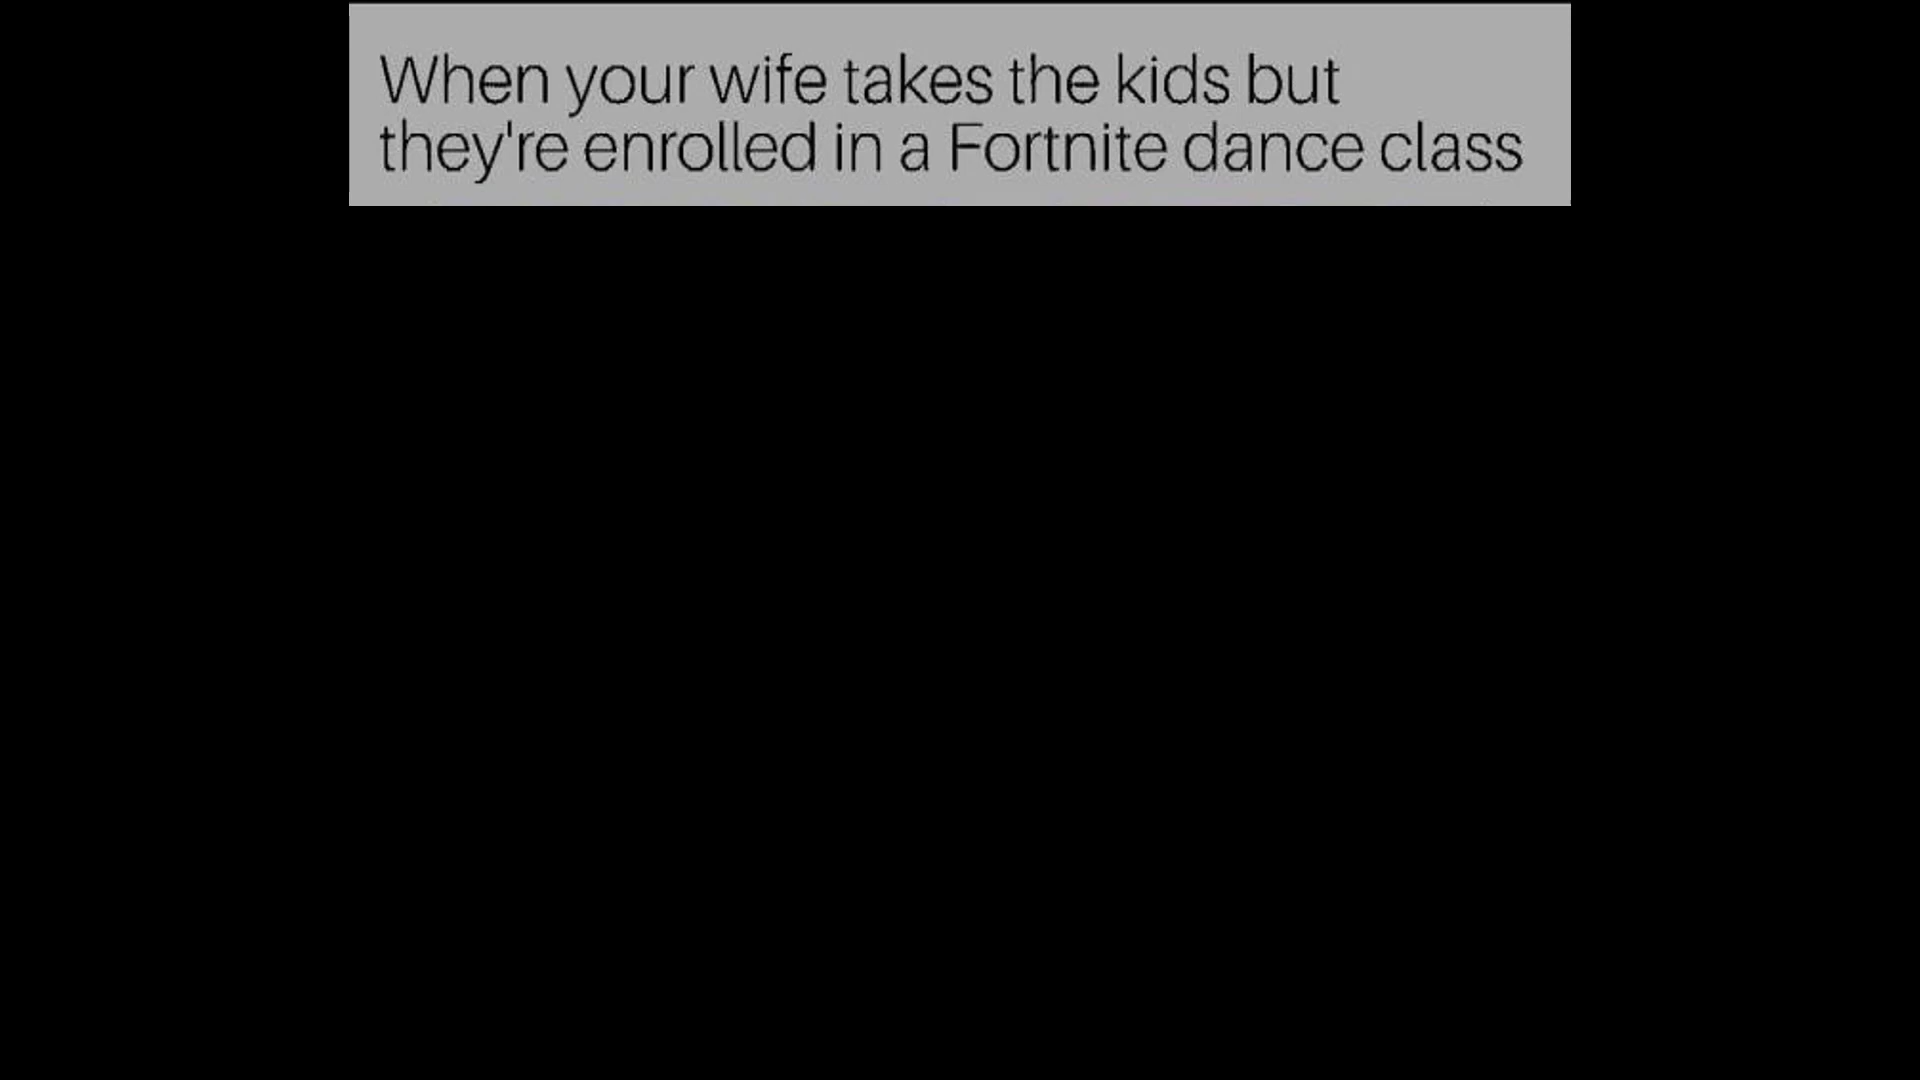 When your wife takes the kids but
they're enrolled in a Fortnite dance class